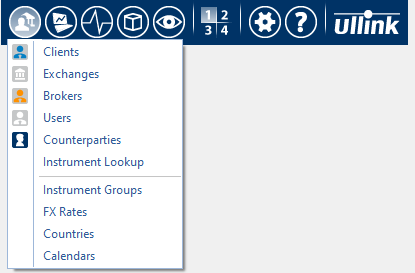 1 2
3 4
?
ullink
Clients
Exchanges
Brokers
Users
Counterparties
Instrument Lookup
Instrument Groups
FX Rates
Countries
Calendars